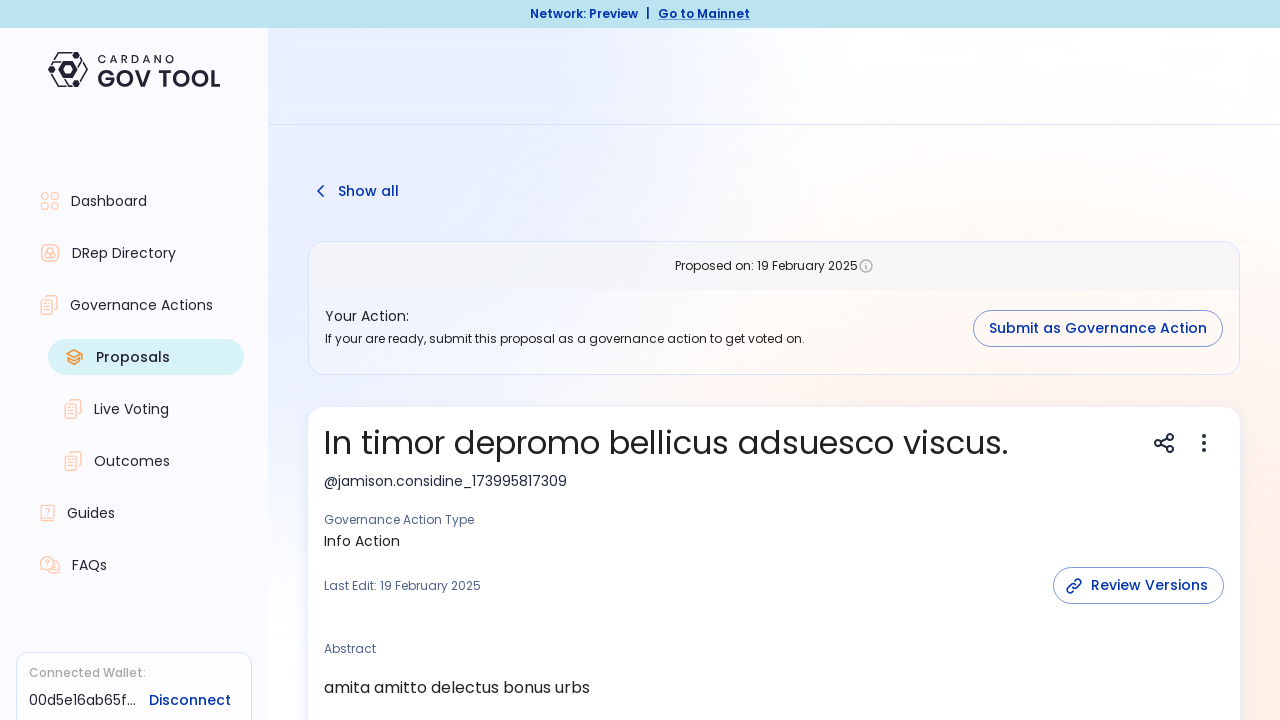 Network: Preview | Go to Mainnet
CARDANO
GOV TOOL
Dashboard
DRep Directory
Governance Actions
Proposals
Live Voting
Outcomes
Guides
FAQs
Connected Wallet:
00d5e16ab65f... Disconnect
Show all
Proposed on: 19 February 2025
Your Action:
If your are ready, submit this proposal as a governance action to get voted on.
Submit as Governance Action
In timor depromo bellicus adsuesco viscus.
@jamison.considine_173995817309
Governance Action Type
Info Action
Last Edit: 19 February 2025
Review Versions
Abstract
amita amitto delectus bonus urbs